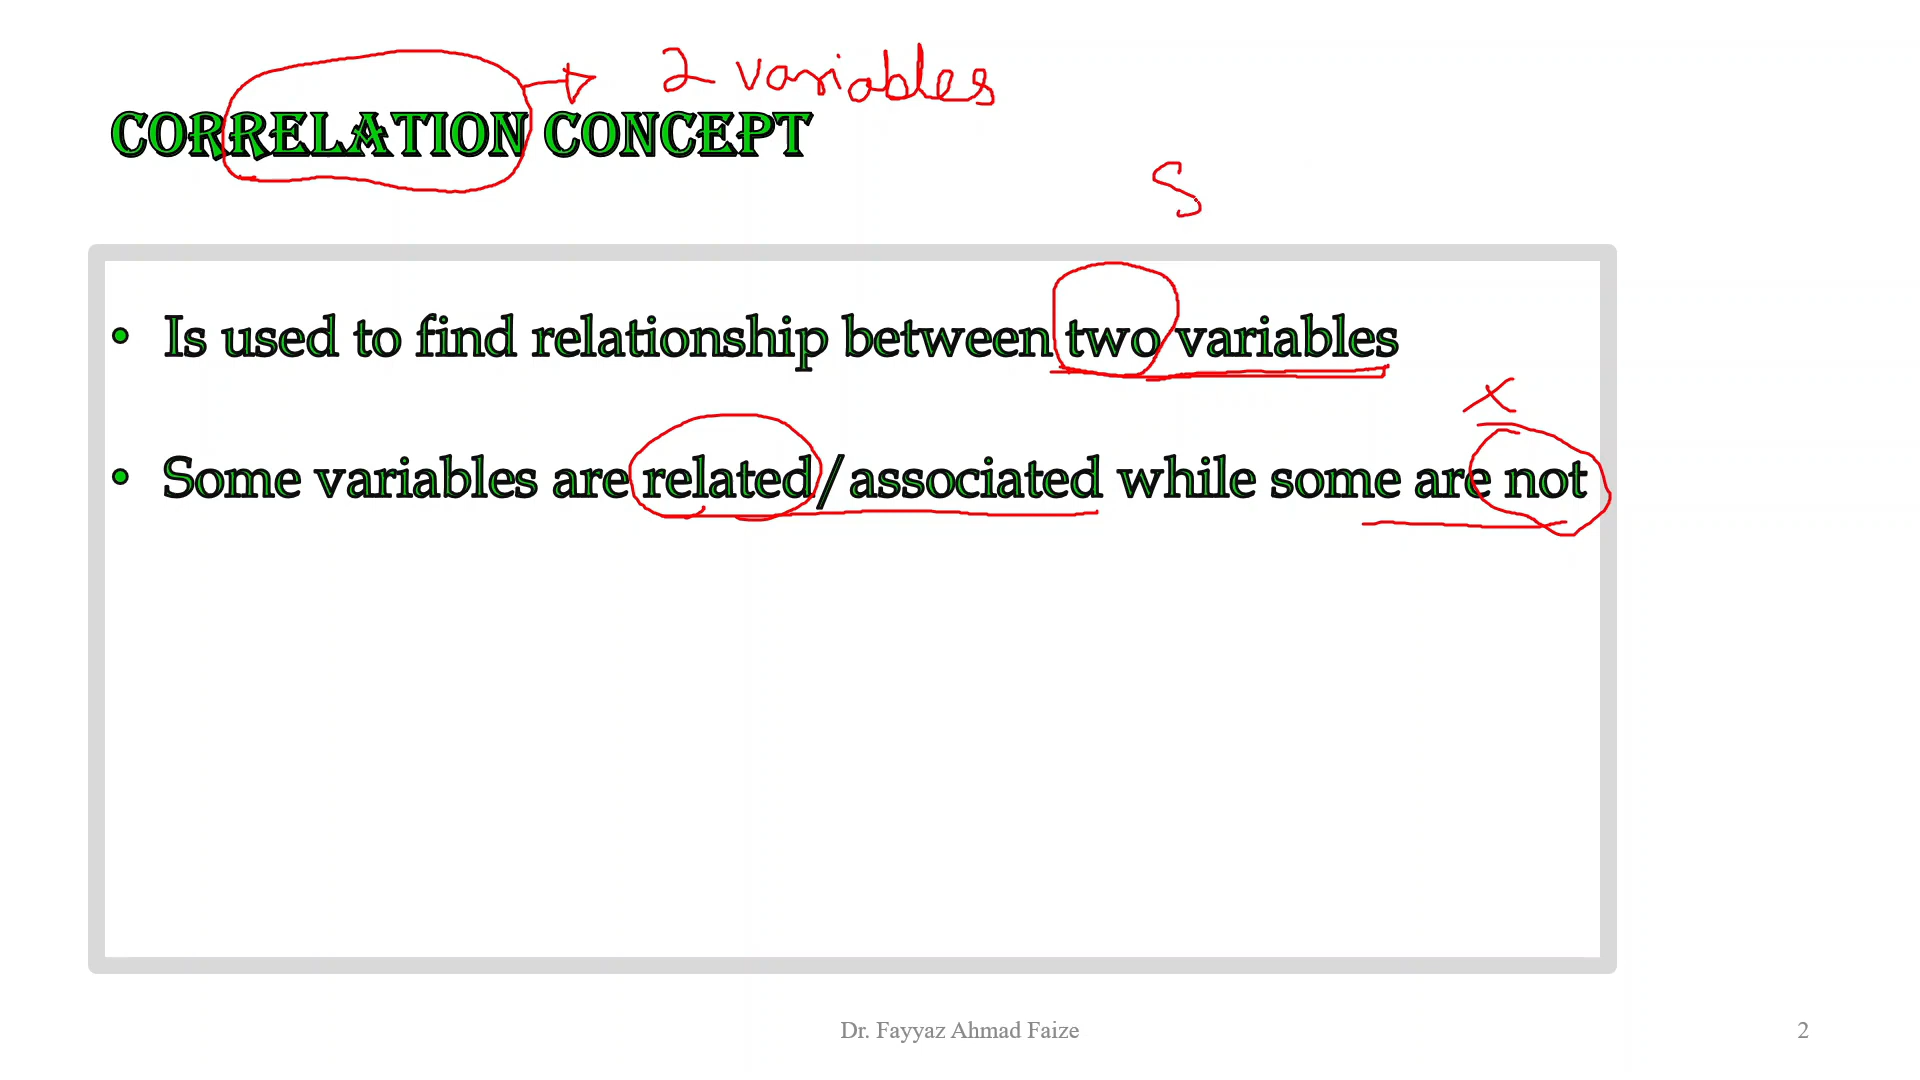 2 variables
CORRELATION CONCEPT
S
• Is used to find relationship between two variables
x
• Some variables are related/associated while some are not
Dr. Fayyaz Ahmad Faize
2